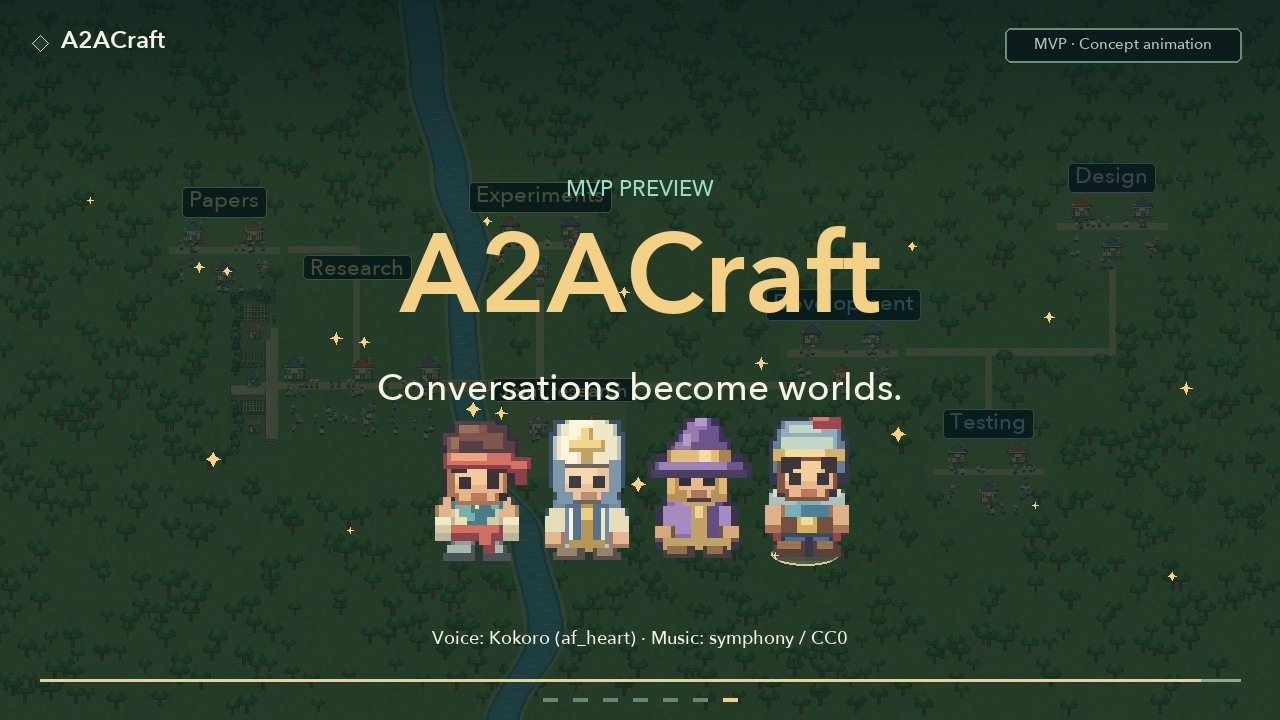 A2ACraft
MVP · Concept animation
Design
MVP PREVIEW
Experiments
Papers
A2ACraft
Research
Conversations become worlds.
Testing
Voice: Kokoro (af_heart) · Music: symphony / CC0